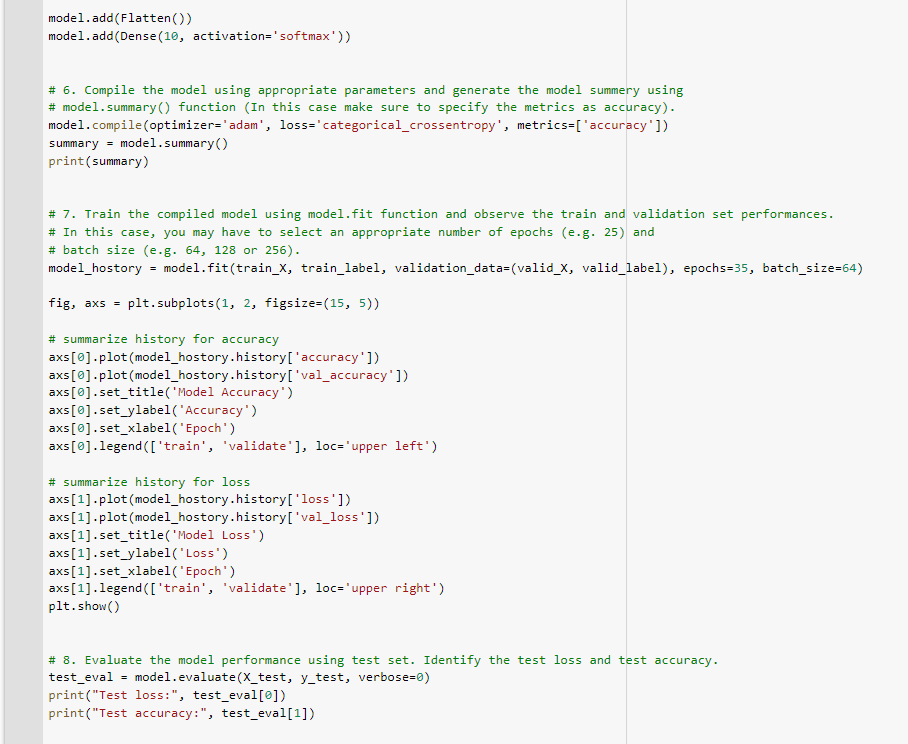 model.add(Flatten())
model.add(Dense(10, activation='softmax'))
# 6. Compile the model using appropriate parameters and generate the model summery using
# model.summary() function (In this case make sure to specify the metrics as accuracy).
model.compile(optimizer='adam', loss='categorical_crossentropy', metrics=['accuracy'])
summary = model.summary()
print(summary)
# 7. Train the compiled model using model.fit function and observe the train and validation set performances.
# In this case, you may have to select an appropriate number of epochs (e.g. 25) and
# batch size (e.g. 64, 128 or 256).
model_hostory = model.fit(train_X, train_label, validation_data=(valid_X, valid_label), epochs=35, batch_size=64)
fig, axs = plt.subplots(1, 2, figsize=(15, 5))
# summarize history for accuracy
axs[0].plot(model_hostory.history['accuracy'])
axs[0].plot(model_hostory.history['val_accuracy'])
axs[0].set_title('Model Accuracy')
axs[0].set_ylabel('Accuracy')
axs[0].set_xlabel('Epoch')
axs[0].legend(['train', 'validate'], loc='upper left')
# summarize history for loss
axs[1].plot(model_hostory.history['loss'])
axs[1].plot(model_hostory.history['val_loss'])
axs[1].set_title('Model Loss')
axs[1].set_ylabel('Loss')
axs[1].set_xlabel('Epoch')
axs[1].legend(['train', 'validate'], loc='upper right')
plt.show()
# 8. Evaluate the model performance using test set. Identify the test loss and test accuracy.
test_eval = model.evaluate(X_test, y_test, verbose=0)
print("Test loss:", test_eval[0])
print("Test accuracy:", test_eval[1])